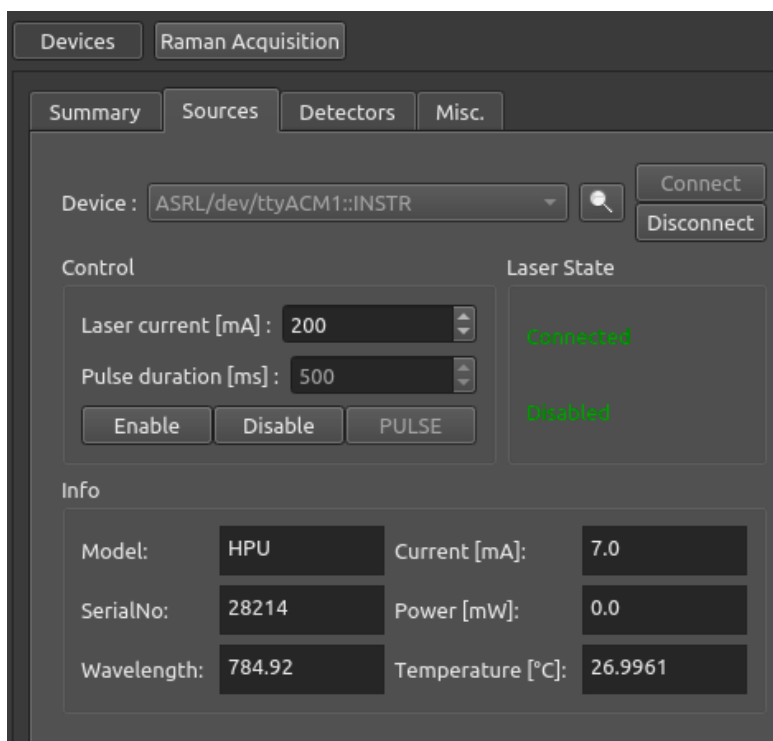 Devices Raman Acquisition
Summary Sources Detectors Misc.
Device : ASRL/dev/ttyACM1::INSTR Connect
Disconnect
Control
Laser current [mA] : 200
Pulse duration [ms] : 500
Enable Disable PULSE
Laser State
Connected
Disabled
Info
Model: HPU Current [mA]: 7.0
SerialNo: 28214 Power [mW]: 0.0
Wavelength: 784.92 Temperature [°C]: 26.9961